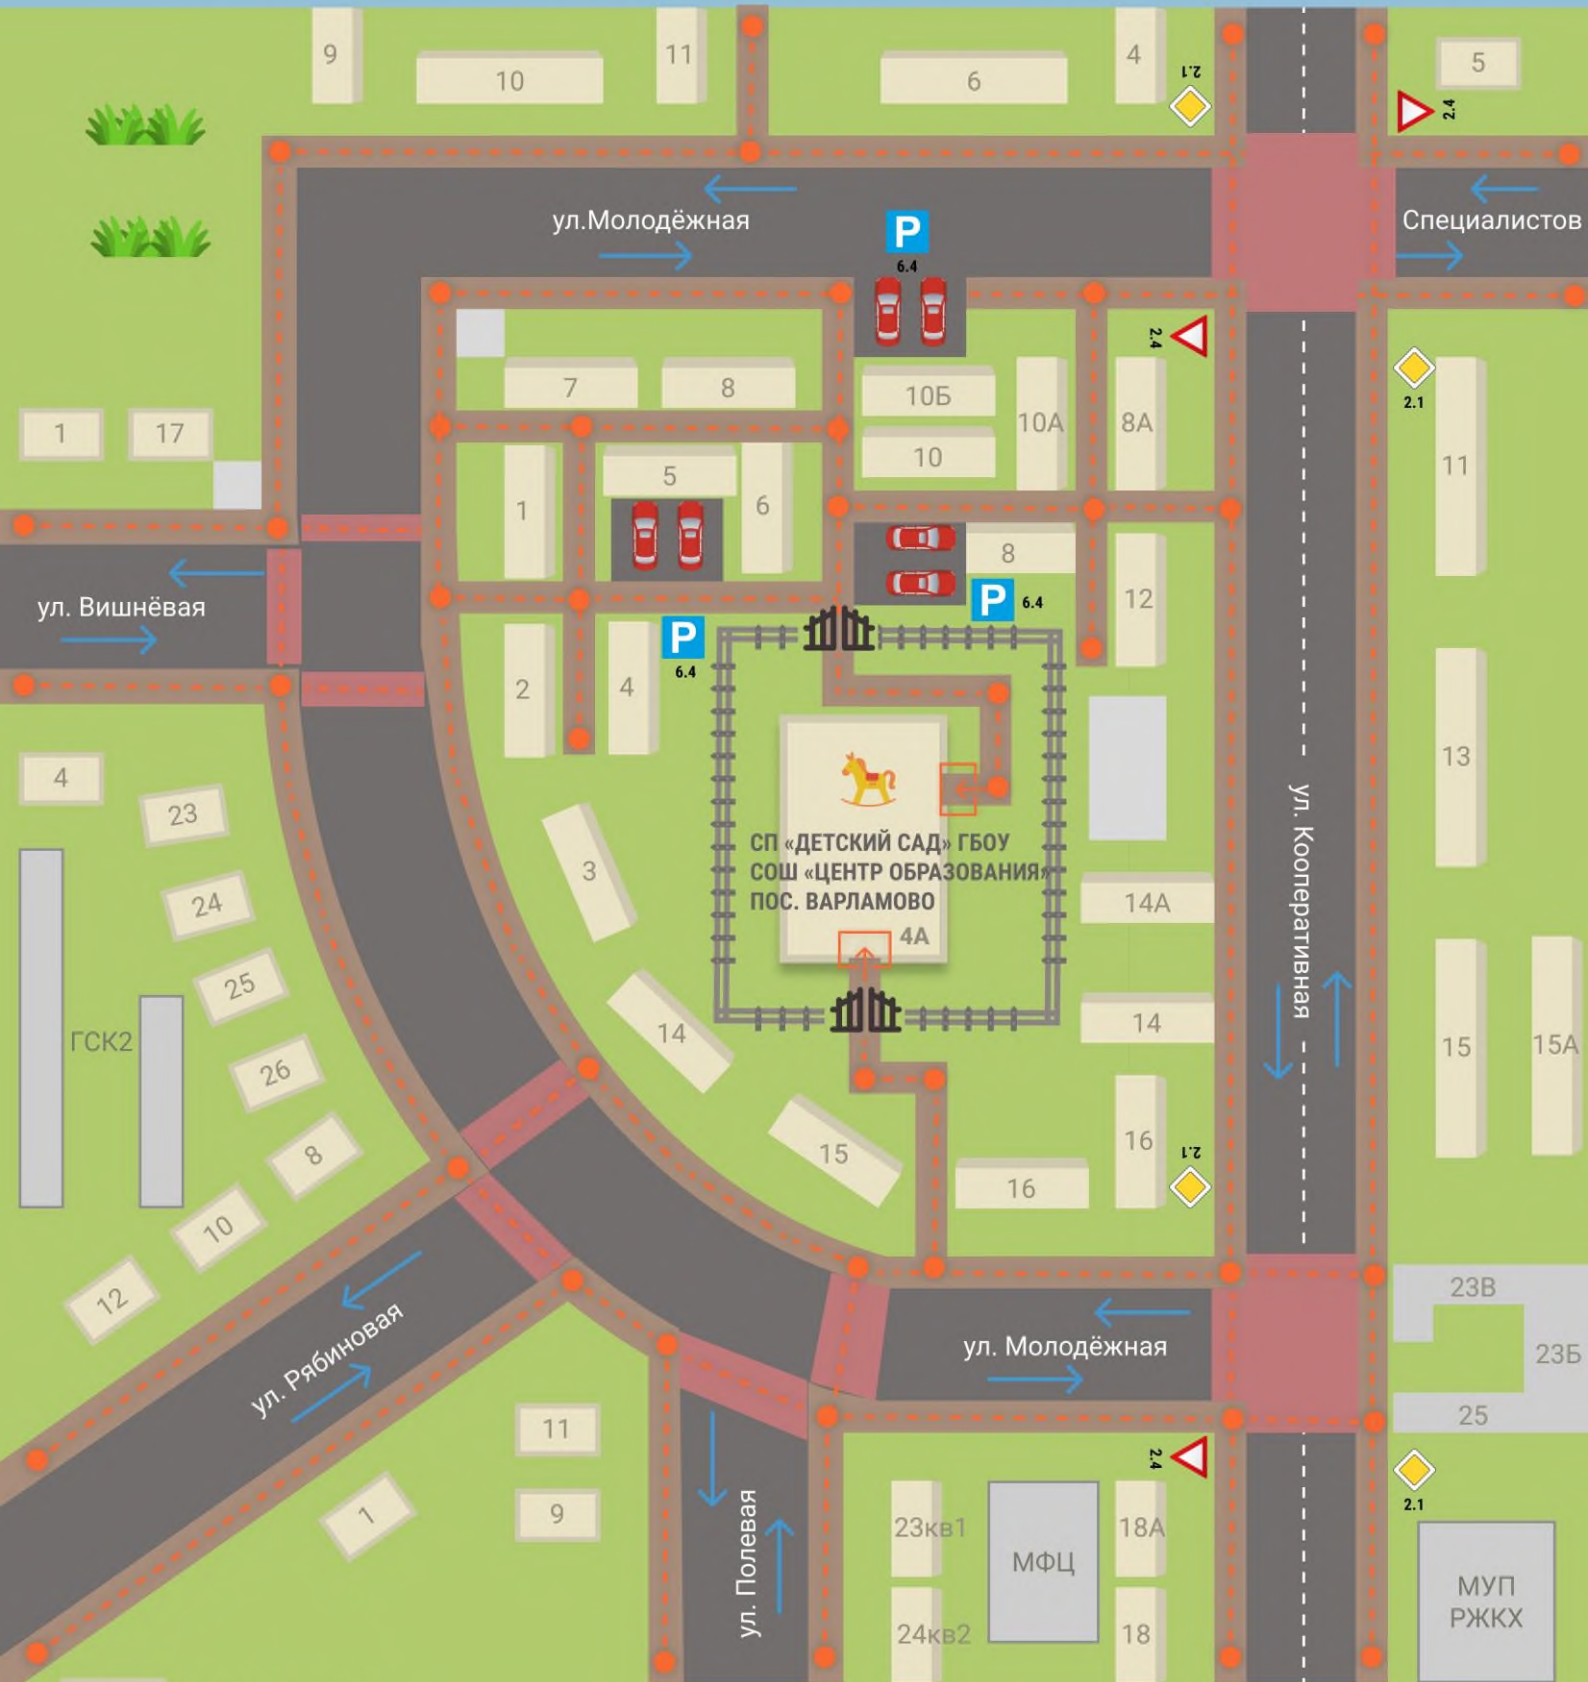 9
10
11
6
4
2.1
5
2.4
ул.Молодёжная
P
6.4
Специалистов
2.4
7
8
10Б
10А
8А
2.1
1
17
10
11
1
5
6
8
12
ул. Вишнёвая
P
6.4
P
6.4
2
4
13
4
23
ул. Кооперативная
3
СП «ДЕТСКИЙ САД» ГБОУ
СОШ «ЦЕНТР ОБРАЗОВАНИЯ»
ПОС. ВАРЛАМОВО
4А
14А
24
25
ГСК2
14
14
15
15А
26
8
15
16
2.1
16
10
12
23В
ул. Рябиновая
ул. Молодёжная
23Б
25
11
2.4
2.1
1
9
ул. Полевая
23кв1
МФЦ
18А
МУП
РЖКХ
24кв2
18